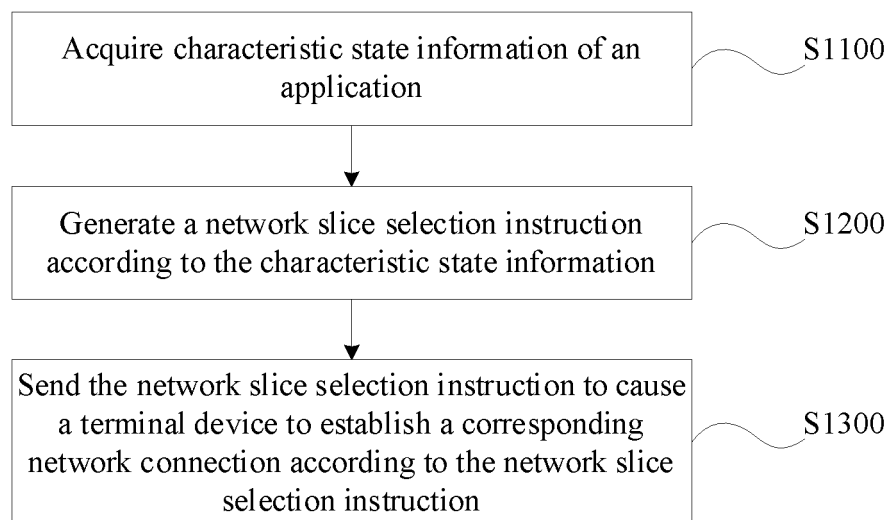 Acquire characteristic state information of an
application
S1100
Generate a network slice selection instruction
according to the characteristic state information
S1200
Send the network slice selection instruction to cause
a terminal device to establish a corresponding
network connection according to the network slice
selection instruction
S1300